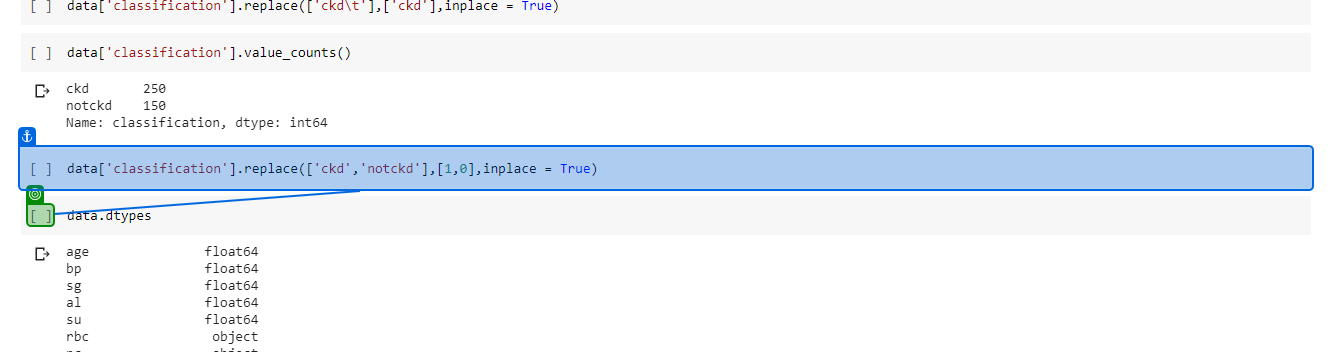 [ ] data['classification'].replace(['ckd\t'],['ckd'],inplace = True)
[ ] data['classification'].value_counts()
ckd 250
notckd 150
Name: classification, dtype: int64
[ ] data['classification'].replace(['ckd','notckd'],[1,0],inplace = True)
[ ] data.dtypes
age float64
bp float64
sg float64
al float64
su float64
rbc object